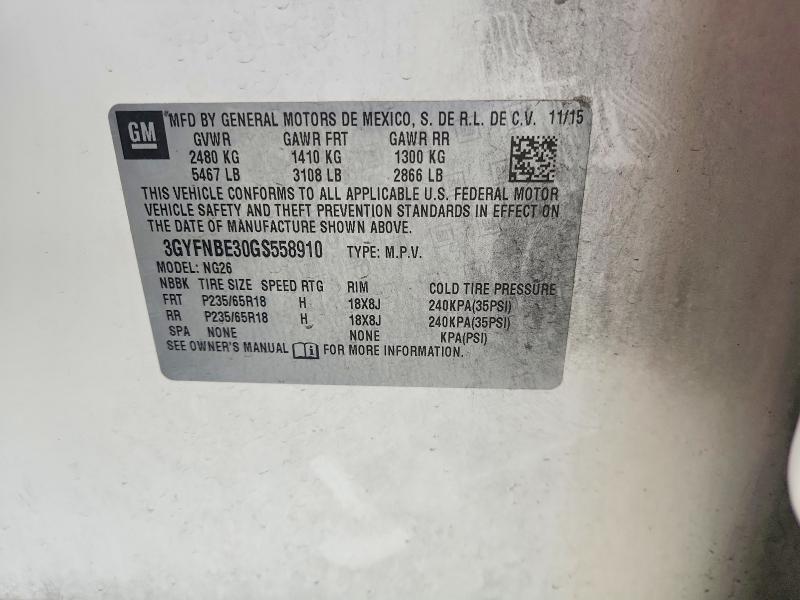 GM
MFD BY GENERAL MOTORS DE MEXICO, S. DE R.L. DE C.V. 11/15
GVWR GAWR FRT GAWR RR
2480 KG 1410 KG 1300 KG
5467 LB 3108 LB 2866 LB
THIS VEHICLE CONFORMS TO ALL APPLICABLE U.S. FEDERAL MOTOR
VEHICLE SAFETY AND THEFT PREVENTION STANDARDS IN EFFECT ON
THE DATE OF MANUFACTURE SHOWN ABOVE.
3GYFNBE30GS558910 TYPE: M.P.V.
MODEL: NG26
NBBK TIRE SIZE SPEED RTG RIM COLD TIRE PRESSURE
FRT P235/65R18 H 18X8J 240KPA(35PSI)
RR P235/65R18 H 18X8J 240KPA(35PSI)
SPA NONE NONE KPA(PSI)
SEE OWNER'S MANUAL i FOR MORE INFORMATION.